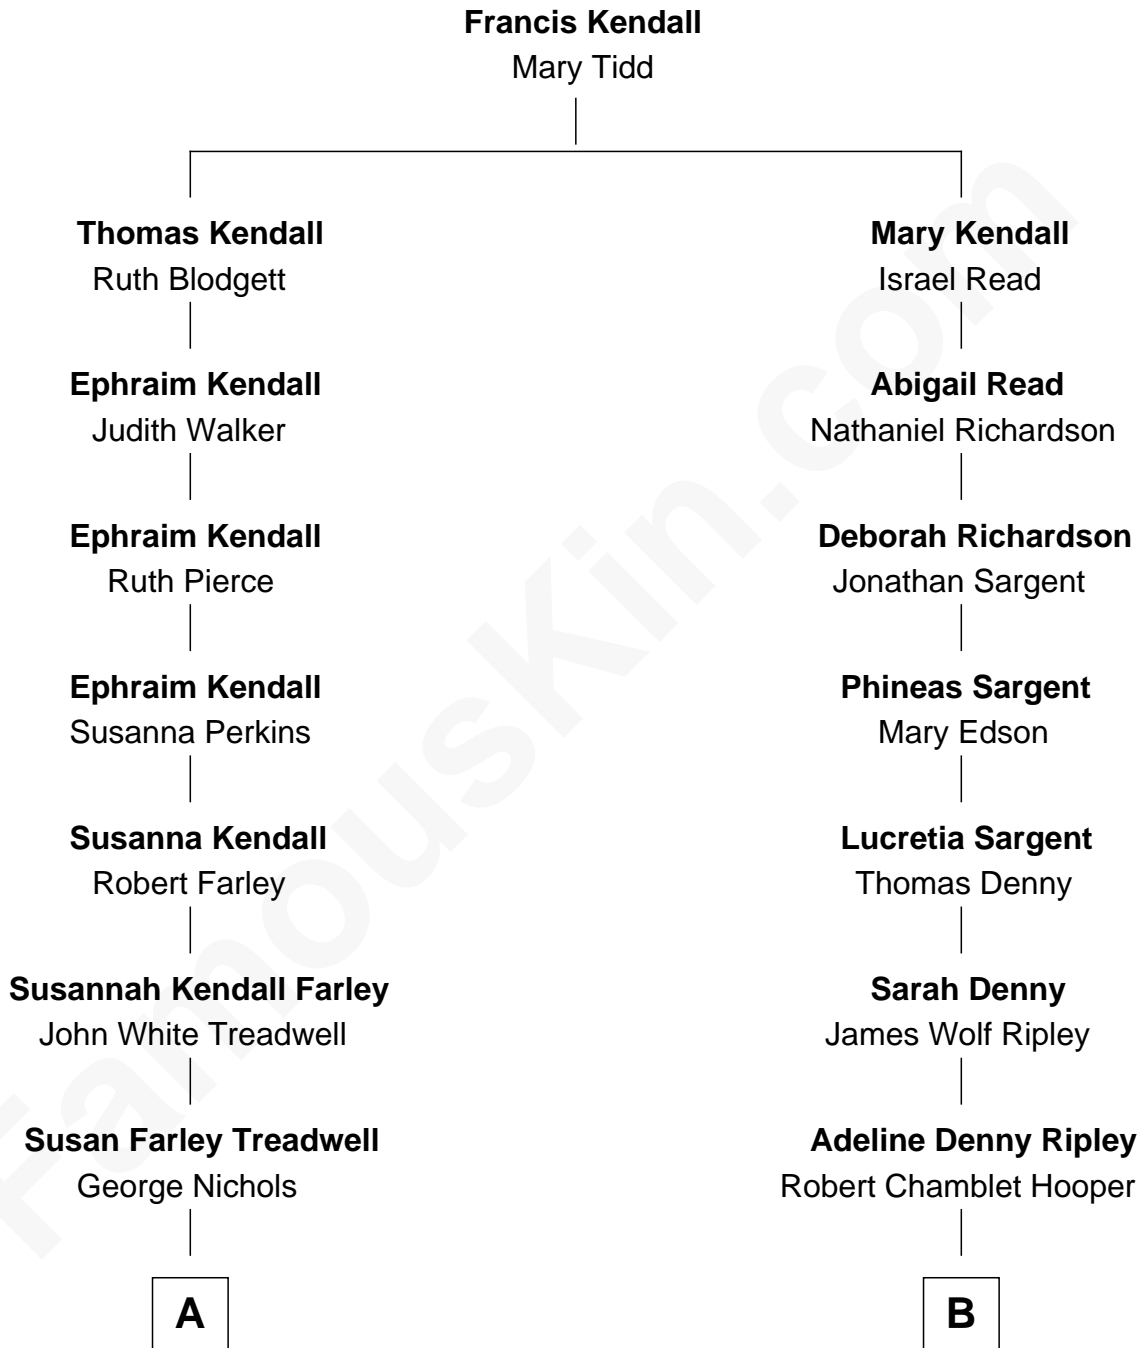 Francis Kendall
Mary Tidd
Thomas Kendall
Ruth Blodgett
Mary Kendall
Israel Read
Ephraim Kendall
Judith Walker
Abigail Read
Nathaniel Richardson
Ephraim Kendall
Ruth Pierce
Deborah Richardson
Jonathan Sargent
Ephraim Kendall
Susanna Perkins
Phineas Sargent
Mary Edson
Susanna Kendall
Robert Farley
Lucretia Sargent
Thomas Denny
Susannah Kendall Farley
John White Treadwell
Sarah Denny
James Wolf Ripley
Susan Farley Treadwell
George Nichols
Adeline Denny Ripley
Robert Chamblet Hooper
A
B
FamousKin.com